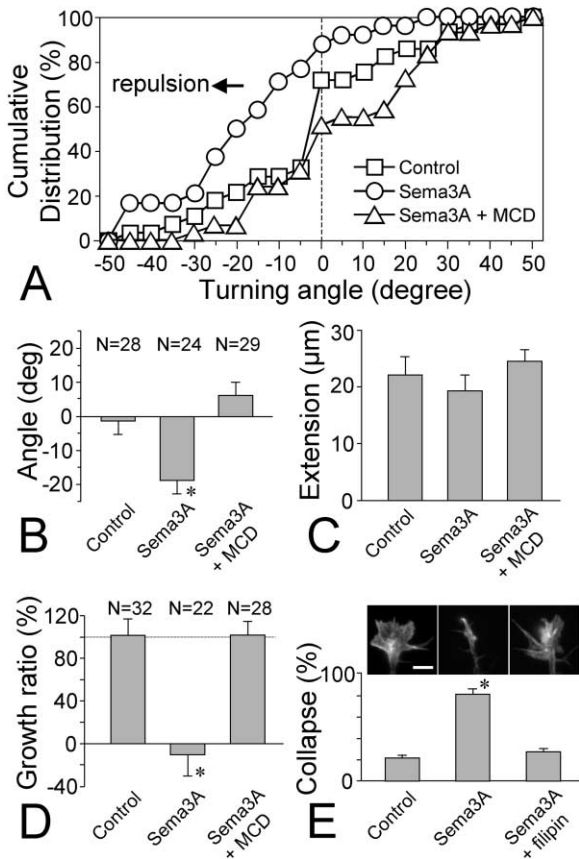 Cumulative
Distribution (%)
100
80
60
40
20
0
repulsion
Control
Sema3A
Sema3A + MCD
-50 -40 -30 -20 -10 0 10 20 30 40 50
Turning angle (degree)
A
Angle (deg)
20
10
0
-10
-20
N=28 N=24 N=29
*
Control
Sema3A
Sema3A
+ MCD
B
Extension (μm)
30
20
10
0
Control
Sema3A
Sema3A
+ MCD
C
Growth ratio (%)
120
80
40
0
-40
N=32 N=22 N=28
*
Control
Sema3A
Sema3A
+ MCD
D
Collapse (%)
100
0
*
Control
Sema3A
Sema3A
+ filipin
E